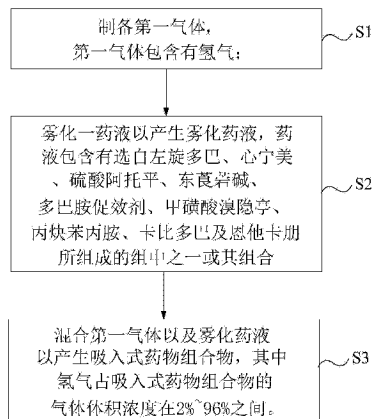 制备第一气体，
第一气体包含有氢气；
S1
雾化一药液以产生雾化药液，药
液包含有选自左旋多巴、心宁美
、硫酸阿托平、东莨菪碱、
多巴胺促效剂、甲磺酸溴隐亭、
丙炔苯丙胺、卡比多巴及恩他卡朋
所组成的组中之一或其组合
S2
混合第一气体以及雾化药液
以产生吸入式药物组合物，其中
氢气占吸入式药物组合物的
气体体积浓度在2%~96%之间。
S3